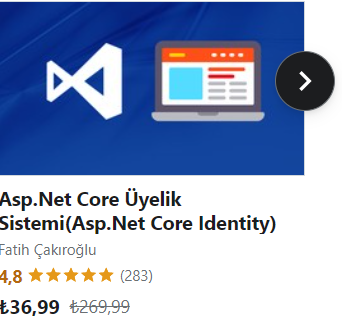 Asp.Net Core Üyelik
Sistemi(Asp.Net Core Identity)
Fatih Çakıroğlu
4,8 (283)
₺36,99 ₺269,99